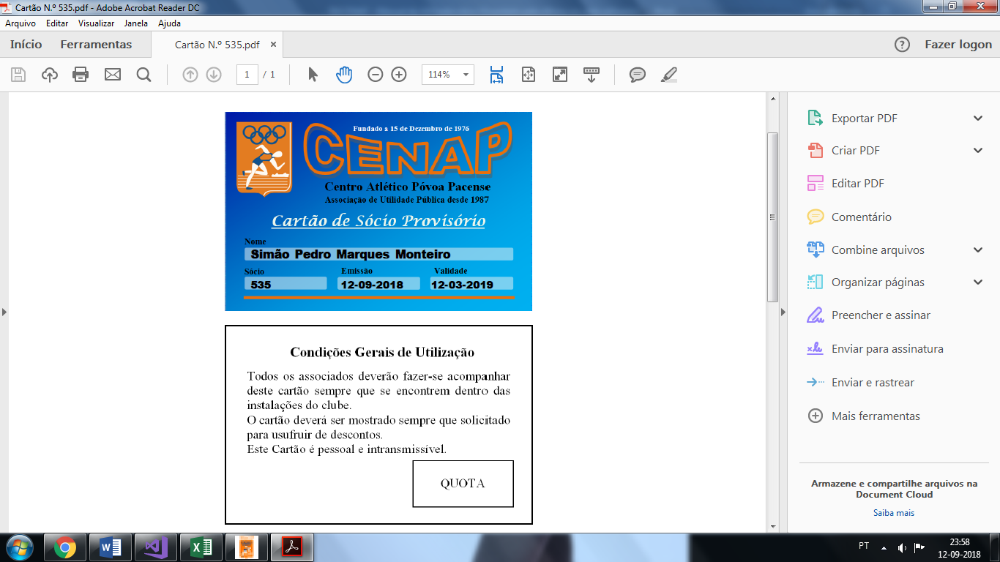 Cartão N.º 535.pdf - Adobe Acrobat Reader DC
Arquivo Editar Visualizar Janela Ajuda
Início Ferramentas Cartão N.º 535.pdf × Fazer logon
1 / 1 114%
Fundado a 15 de Dezembro de 1976
CENAP
Centro Atlético Póvoa Pacense
Associação de Utilidade Pública desde 1987
Cartão de Sócio Provisório
Nome
Simão Pedro Marques Monteiro
Sócio Emissão Validade
535 12-09-2018 12-03-2019
Condições Gerais de Utilização
Todos os associados deverão fazer-se acompanhar
deste cartão sempre que se encontrem dentro das
instalações do clube.
O cartão deverá ser mostrado sempre que solicitado
para usufruir de descontos.
Este Cartão é pessoal e intransmissível.
QUOTA
Exportar PDF
Criar PDF
Editar PDF
Comentário
Combine arquivos
Organizar páginas
Preencher e assinar
Enviar para assinatura
Enviar e rastrear
Mais ferramentas
Armazene e compartilhe arquivos na
Document Cloud
Saiba mais
PT 23:58
12-09-2018